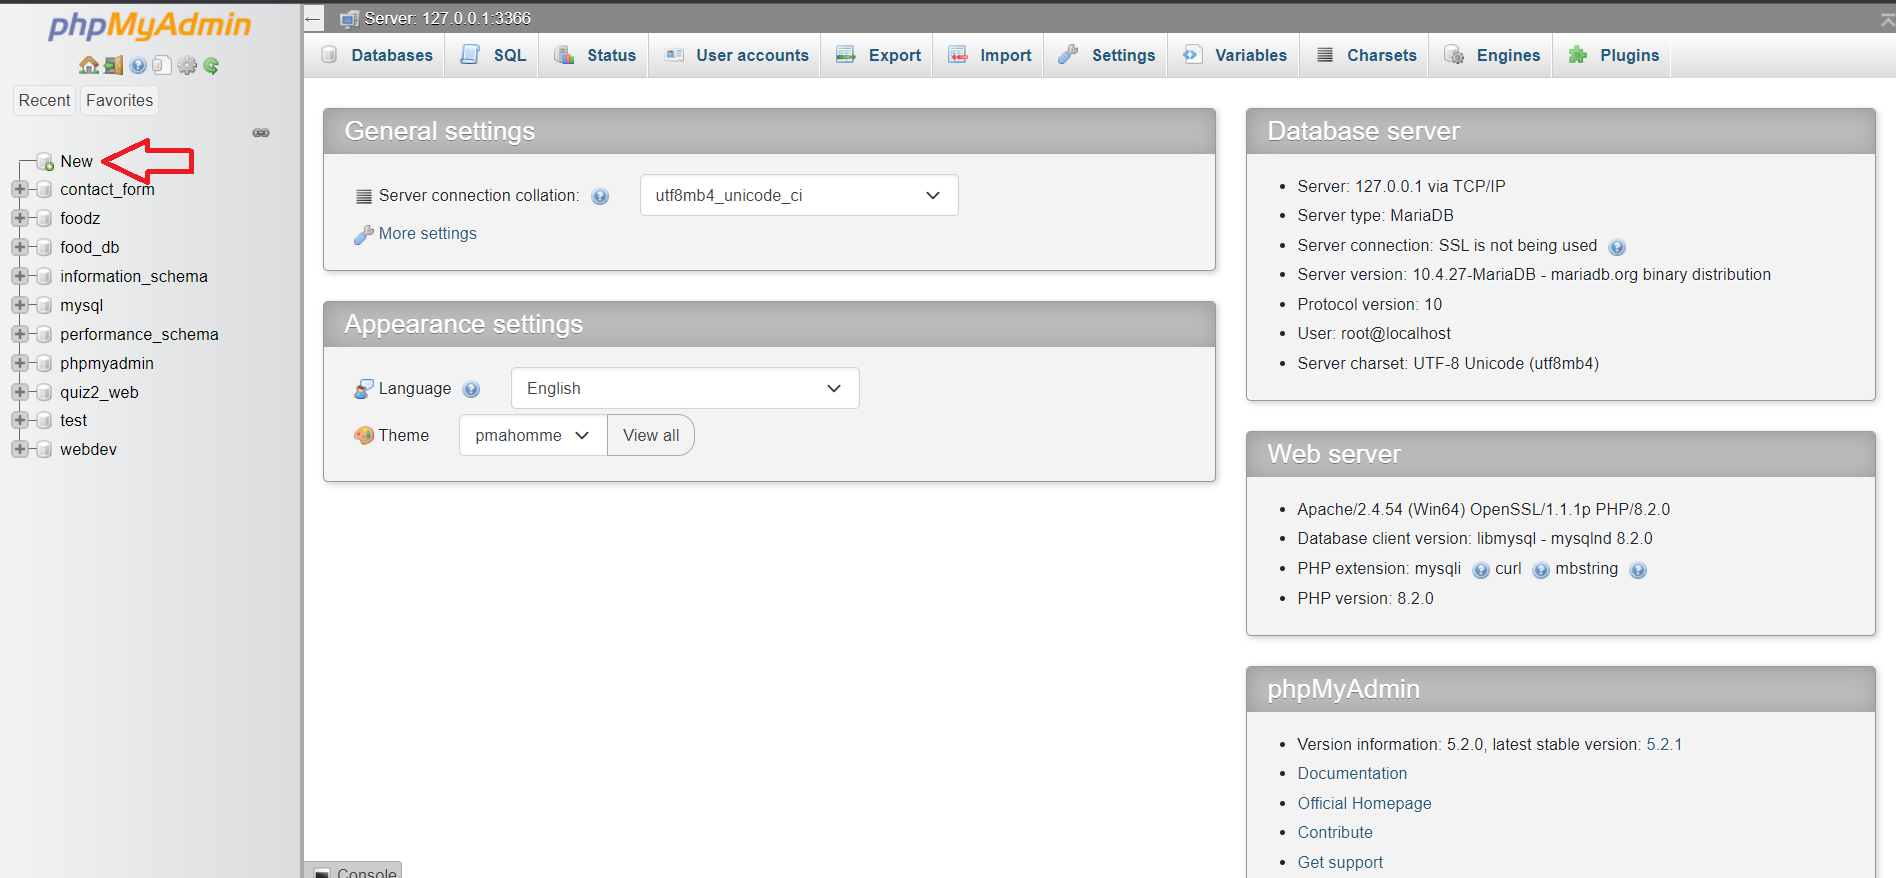 phpMyAdmin
Recent Favorites
New
contact_form
foodz
food_db
information_schema
mysql
performance_schema
phpmyadmin
quiz2_web
test
webdev
Server: 127.0.0.1:3366
Databases SQL Status User accounts Export Import Settings Variables Charsets Engines Plugins
General settings
Server connection collation: utf8mb4_unicode_ci
More settings
Appearance settings
Language English
Theme pmahomme View all
Database server
Server: 127.0.0.1 via TCP/IP
Server type: MariaDB
Server connection: SSL is not being used
Server version: 10.4.27-MariaDB - mariadb.org binary distribution
Protocol version: 10
User: root@localhost
Server charset: UTF-8 Unicode (utf8mb4)
Web server
Apache/2.4.54 (Win64) OpenSSL/1.1.1p PHP/8.2.0
Database client version: libmysql - mysqlnd 8.2.0
PHP extension: mysqli curl mbstring
PHP version: 8.2.0
phpMyAdmin
Version information: 5.2.0, latest stable version: 5.2.1
Documentation
Official Homepage
Contribute
Get support
Console